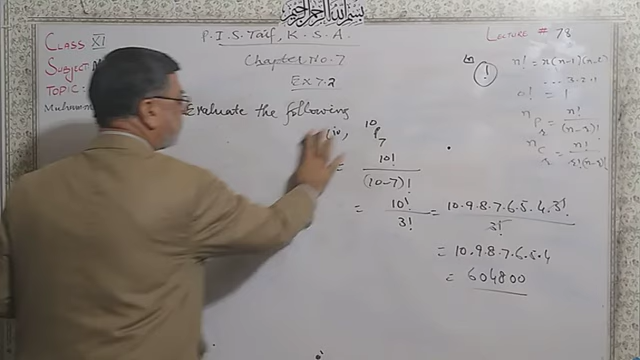 بسم الله الرحمن الرحيم
P.I.S Taif, K.S.A.
Lecture # 78
Class XI
Chapter No. 7
Subject
Ex 7.2
Topic
Evaluate the following
¹⁰P₇
= 10! / (10-7)!
= 10! / 3! = 10.9.8.7.6.5.4.3! / 3!
= 10.9.8.7.6.5.4
= 604800
!
n! = n(n-1)(n-2)
... 3.2.1
0! = 1
ⁿPᵣ = n! / (n-r)!
ⁿCᵣ = n! / r!(n-r)!